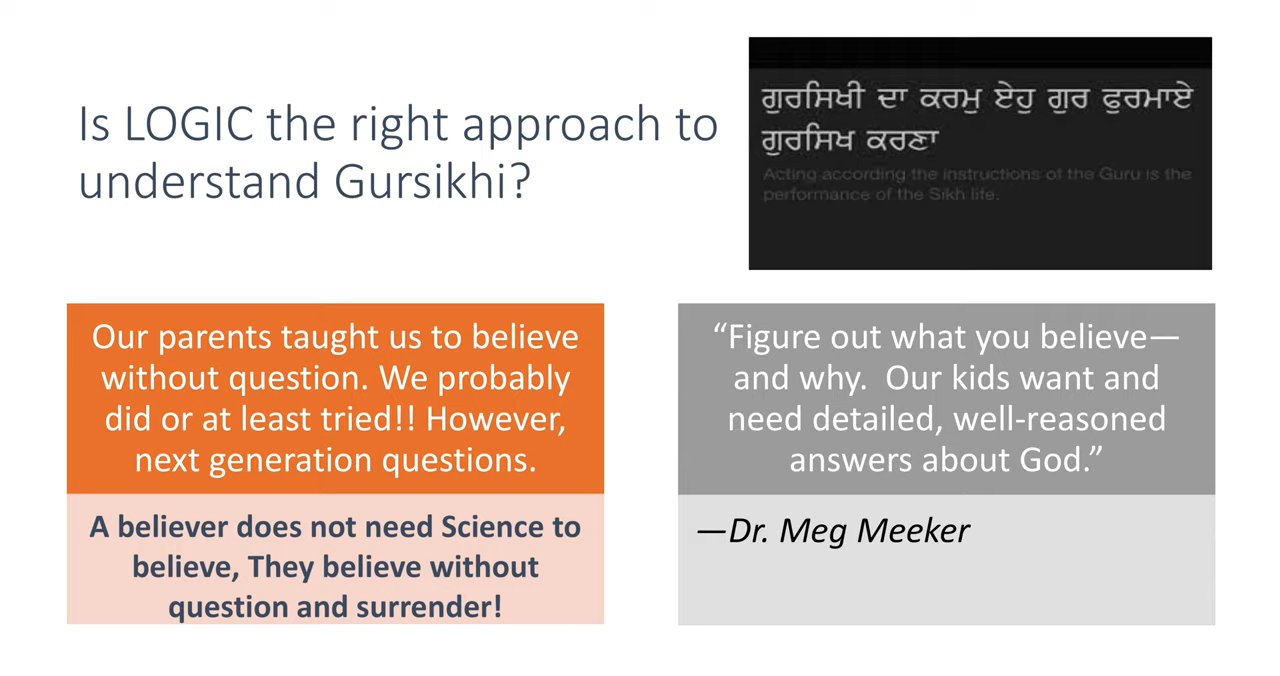 Is LOGIC the right approach to
understand Gursikhi?
ਗੁਰਸਿਖੀ ਦਾ ਕਰਮੁ ਏਹੁ ਗੁਰ ਫੁਰਮਾਏ
ਗੁਰਸਿਖ ਕਰਣਾ
Acting according the instructions of the Guru is the
performance of the Sikh life.
Our parents taught us to believe
without question. We probably
did or at least tried!! However,
next generation questions.
A believer does not need Science to
believe, They believe without
question and surrender!
“Figure out what you believe—
and why. Our kids want and
need detailed, well-reasoned
answers about God.”
—Dr. Meg Meeker